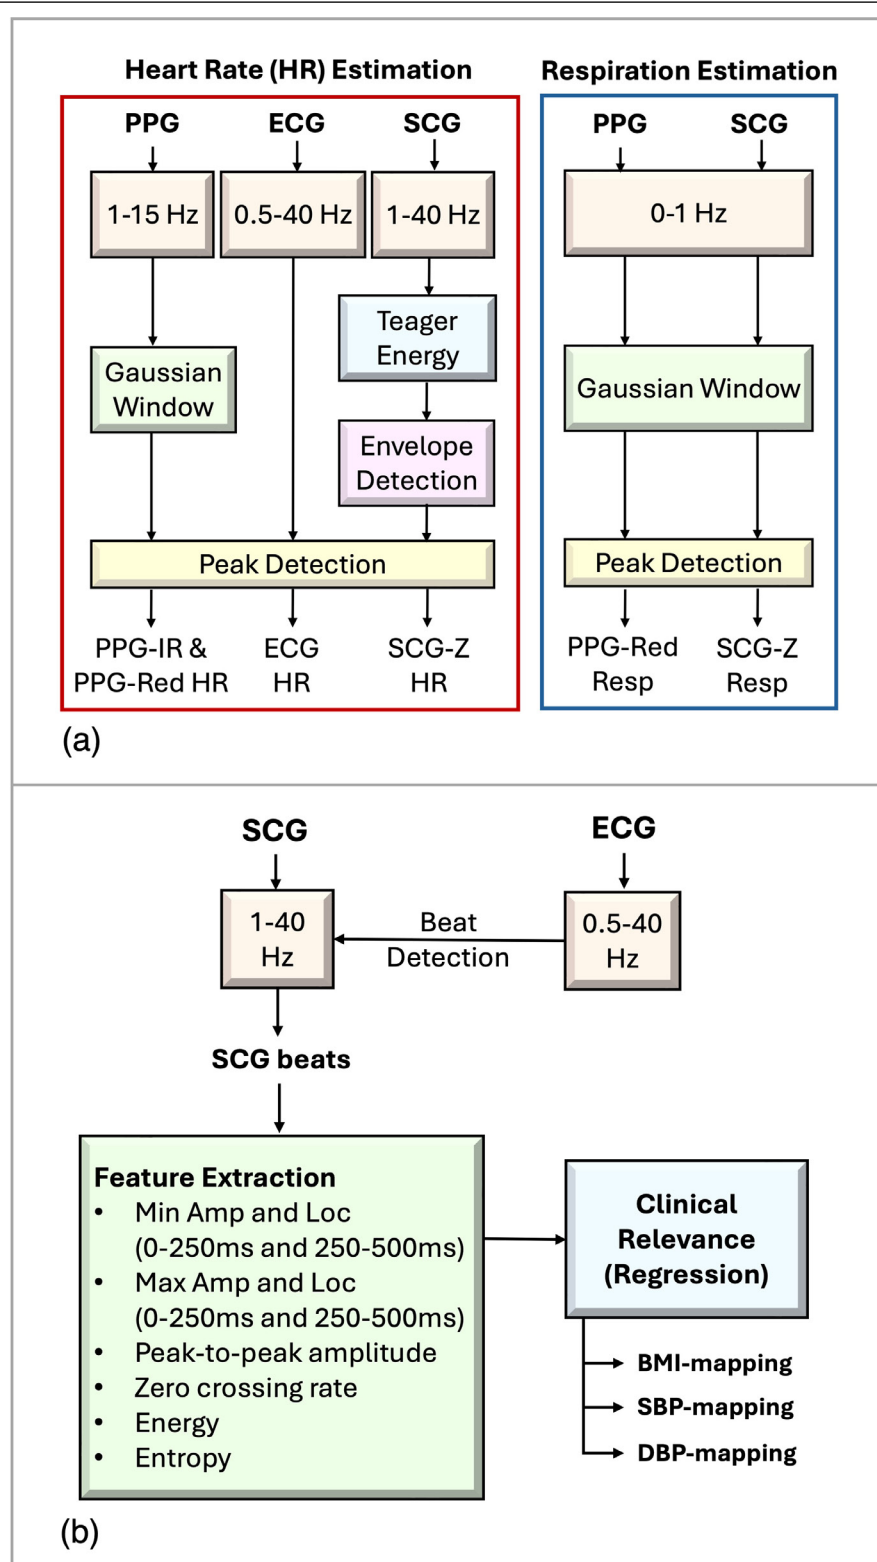 Heart Rate (HR) Estimation
PPG
ECG
SCG
1-15 Hz
0.5-40 Hz
1-40 Hz
Teager
Energy
Gaussian
Window
Envelope
Detection
Peak Detection
PPG-IR &
PPG-Red HR
ECG
HR
SCG-Z
HR
Respiration Estimation
PPG
SCG
0-1 Hz
Gaussian Window
Peak Detection
PPG-Red
Resp
SCG-Z
Resp
(a)
SCG
ECG
1-40
Hz
Beat
Detection
0.5-40
Hz
SCG beats
Feature Extraction
• Min Amp and Loc
(0-250ms and 250-500ms)
• Max Amp and Loc
(0-250ms and 250-500ms)
• Peak-to-peak amplitude
• Zero crossing rate
• Energy
• Entropy
Clinical
Relevance
(Regression)
BMI-mapping
SBP-mapping
DBP-mapping
(b)